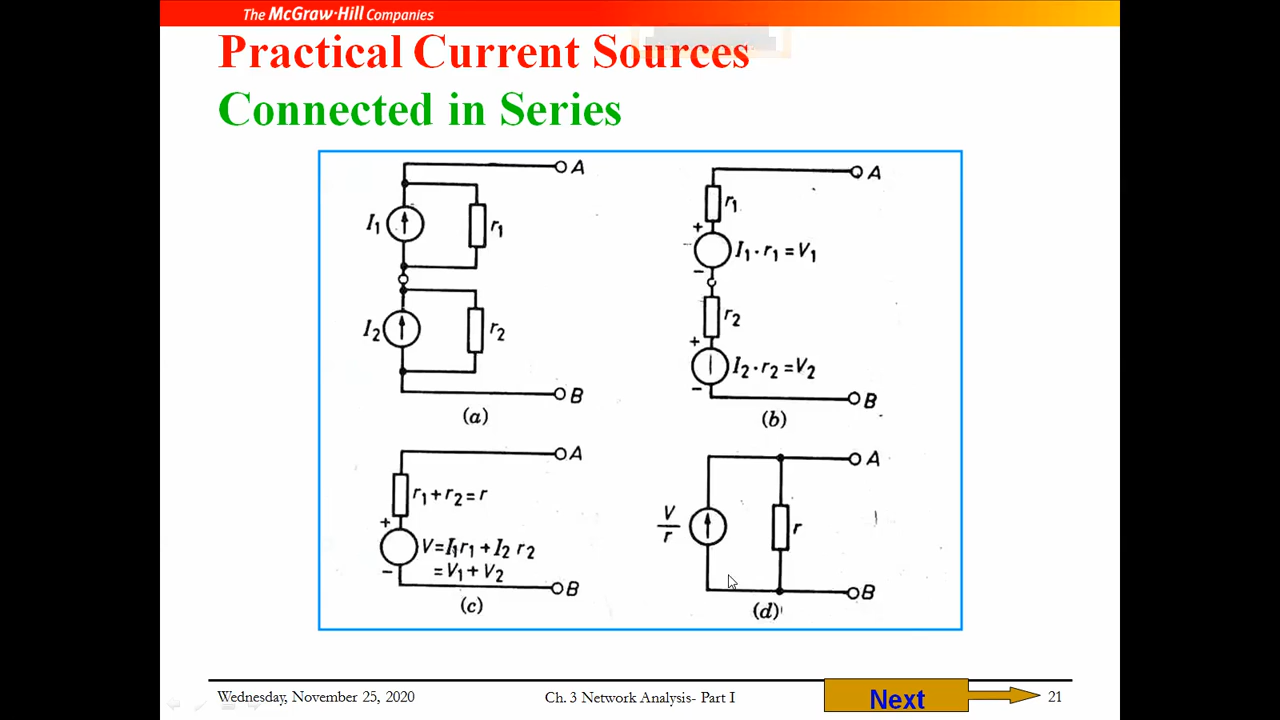 The McGraw-Hill Companies
Practical Current Sources
Connected in Series
A
I₁
r₁
I₂
r₂
B
(a)
A
r₁
+
I₁·r₁=V₁
−
r₂
+
I₂·r₂=V₂
−
B
(b)
A
r₁+r₂=r
+
V=I₁r₁+I₂ r₂
=V₁+V₂
−
B
(c)
A
V
r
r
B
(d)
Wednesday, November 25, 2020
Ch. 3 Network Analysis- Part I
Next
21